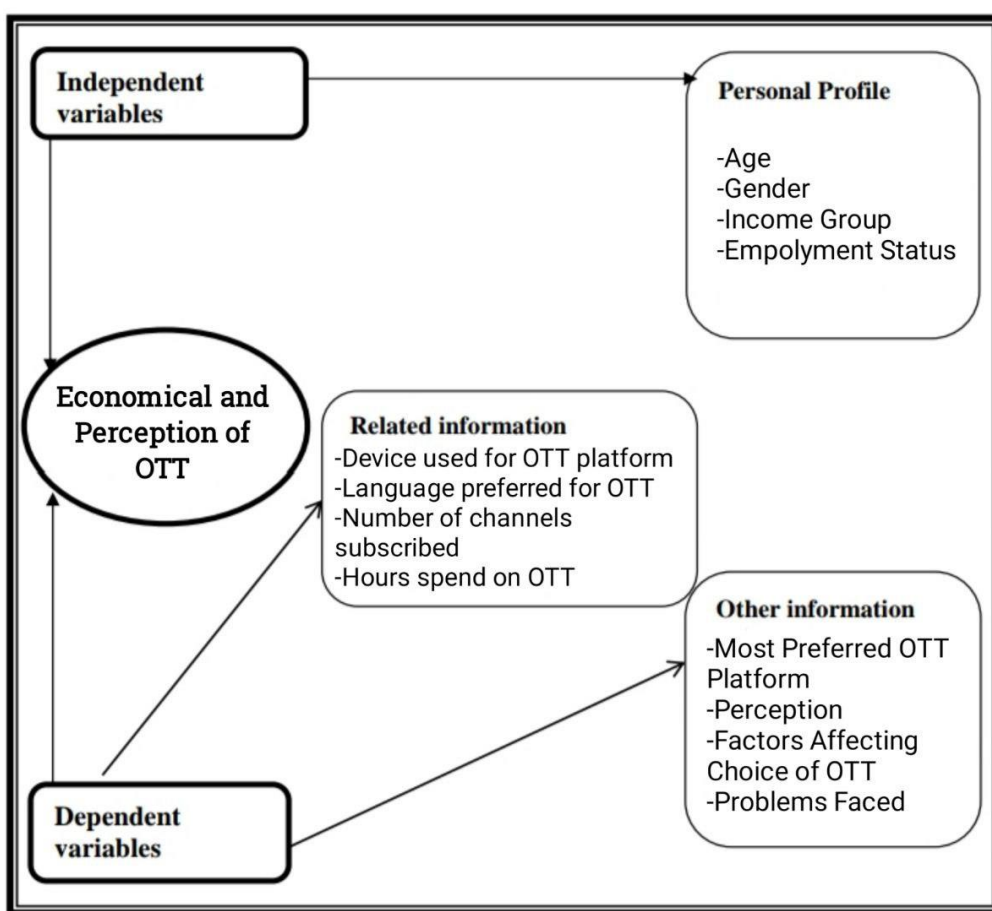 Independent
variables
Personal Profile
-Age
-Gender
-Income Group
-Empolyment Status
Economical and
Perception of
OTT
Related information
-Device used for OTT platform
-Language preferred for OTT
-Number of channels
subscribed
-Hours spend on OTT
Other information
-Most Preferred OTT
Platform
-Perception
-Factors Affecting
Choice of OTT
-Problems Faced
Dependent
variables